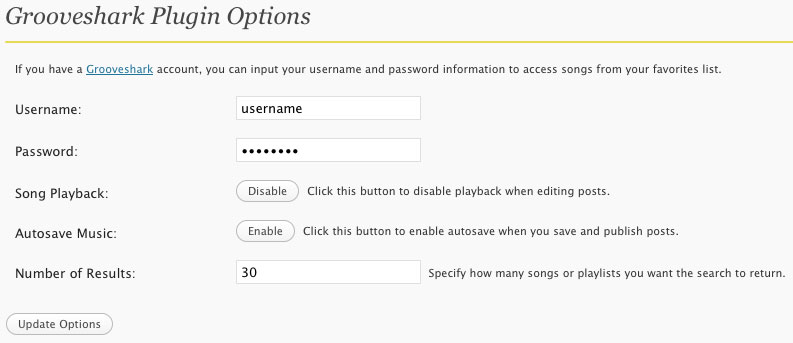 Grooveshark Plugin Options
If you have a Grooveshark account, you can input your username and password information to access songs from your favorites list.
Username: username
Password: ••••••••
Song Playback: Disable Click this button to disable playback when editing posts.
Autosave Music: Enable Click this button to enable autosave when you save and publish posts.
Number of Results: 30 Specify how many songs or playlists you want the search to return.
Update Options